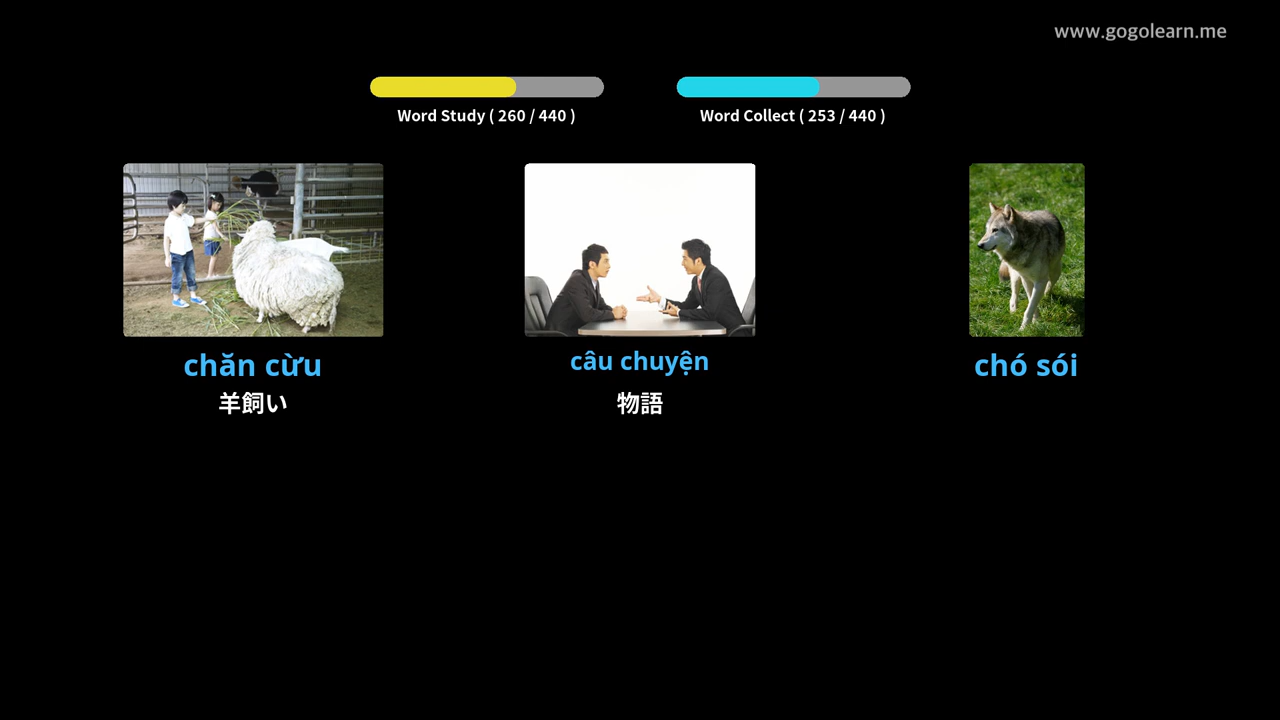 www.gogolearn.me
Word Study ( 260 / 440 )
Word Collect ( 253 / 440 )
chăn cừu
câu chuyện
chó sói
羊飼い
物語